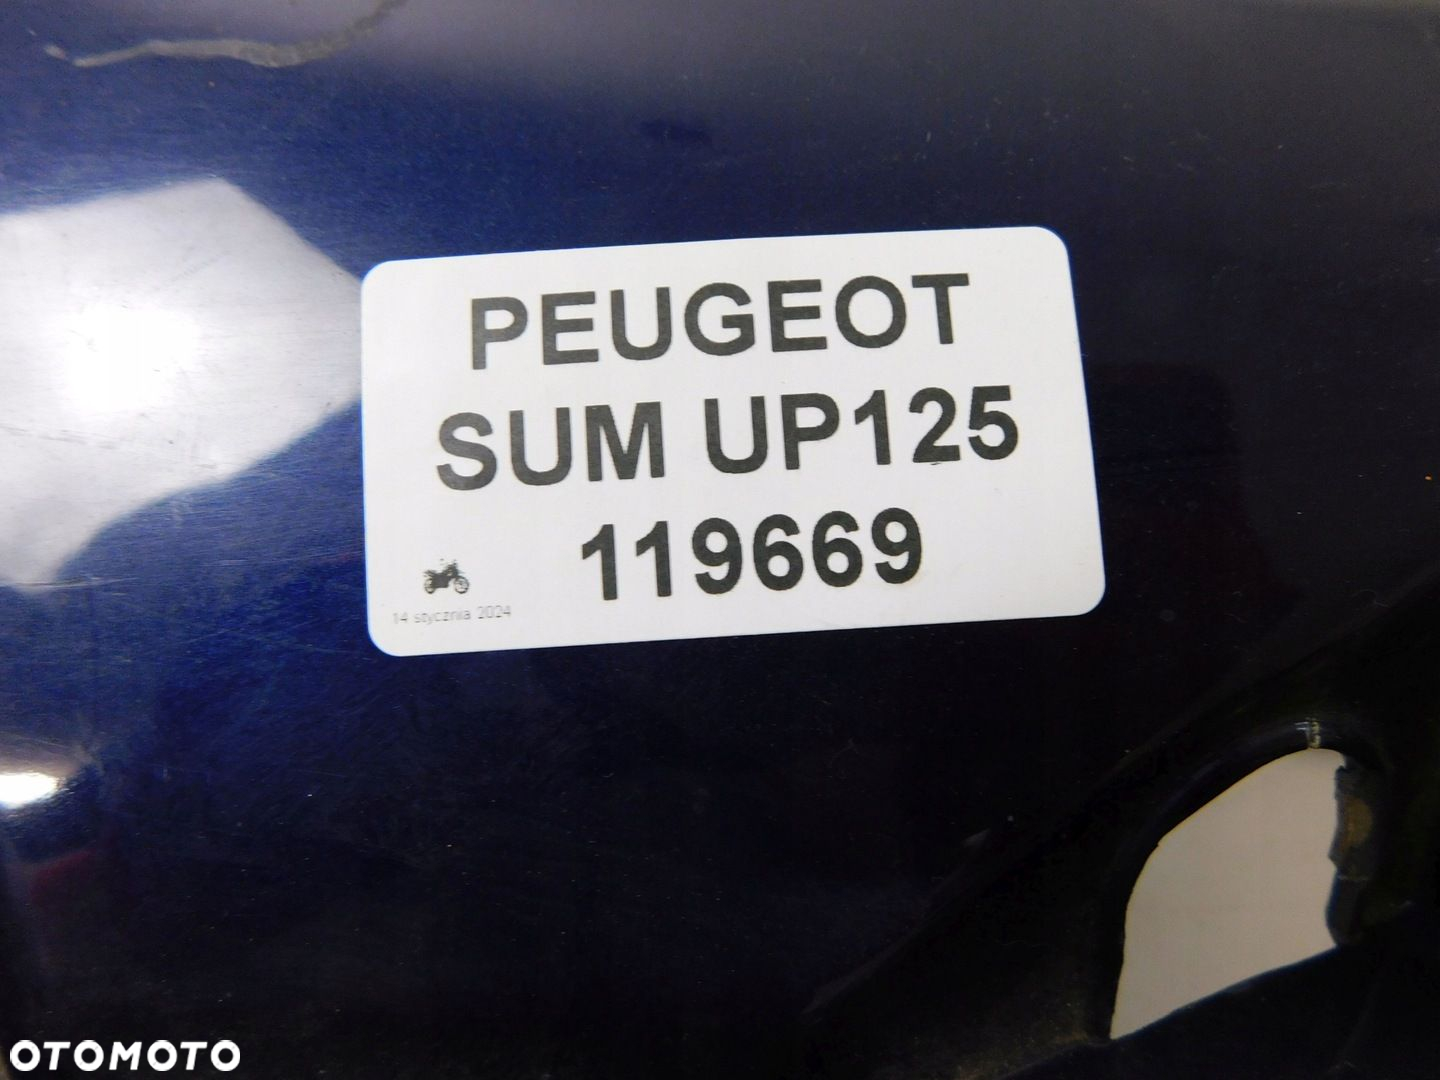 PEUGEOT
SUM UP125
119669
14 stycznia 2024
OTOMOTO